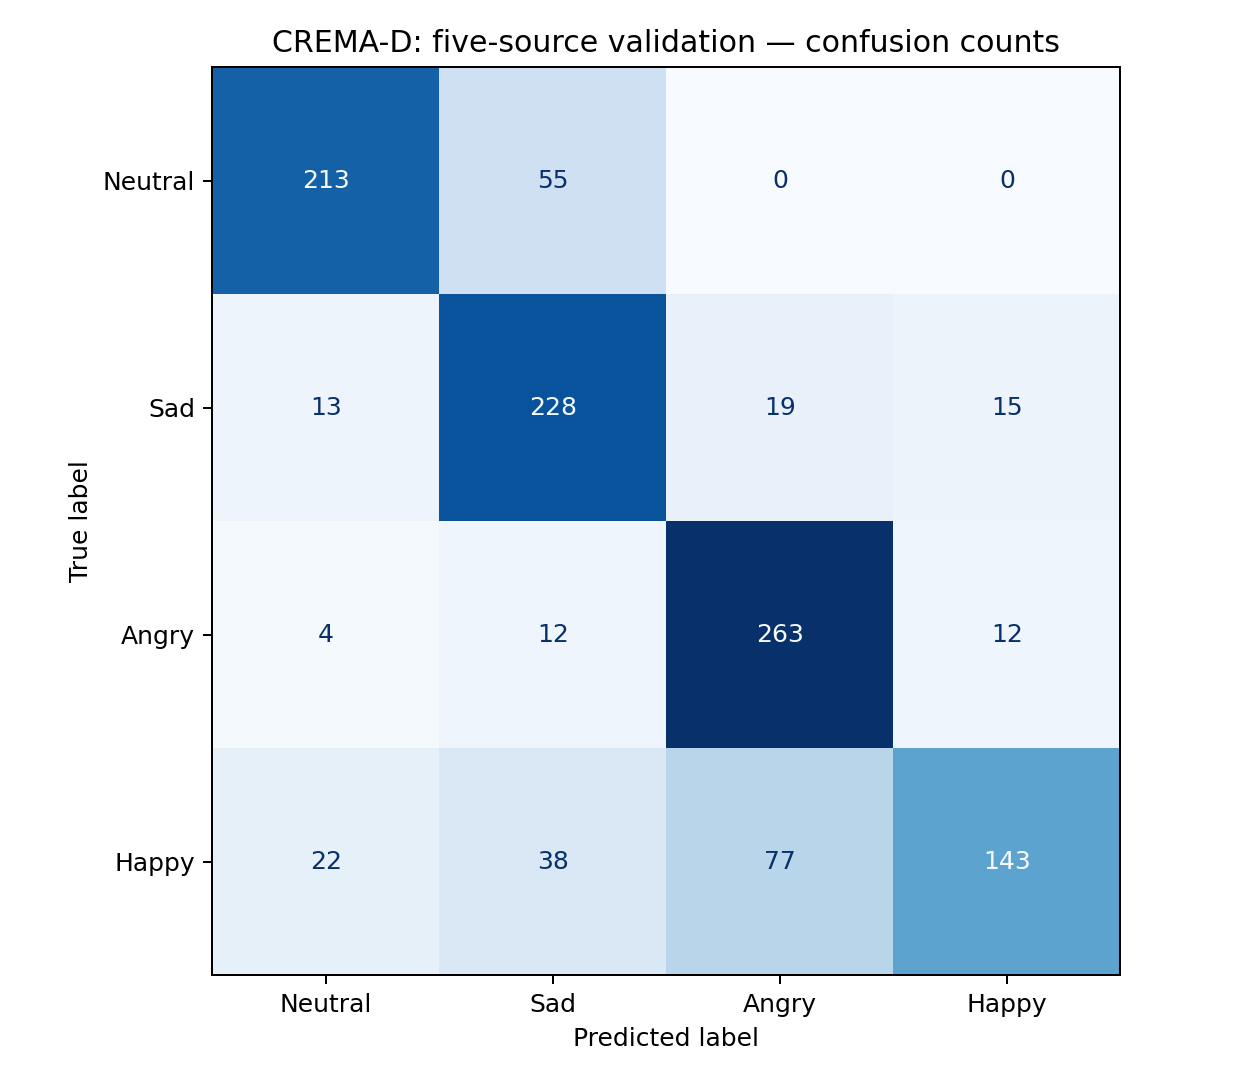 CREMA-D: five-source validation — confusion counts
Neutral 213 55 0 0
Sad 13 228 19 15
Angry 4 12 263 12
Happy 22 38 77 143
Neutral Sad Angry Happy
Predicted label
True label